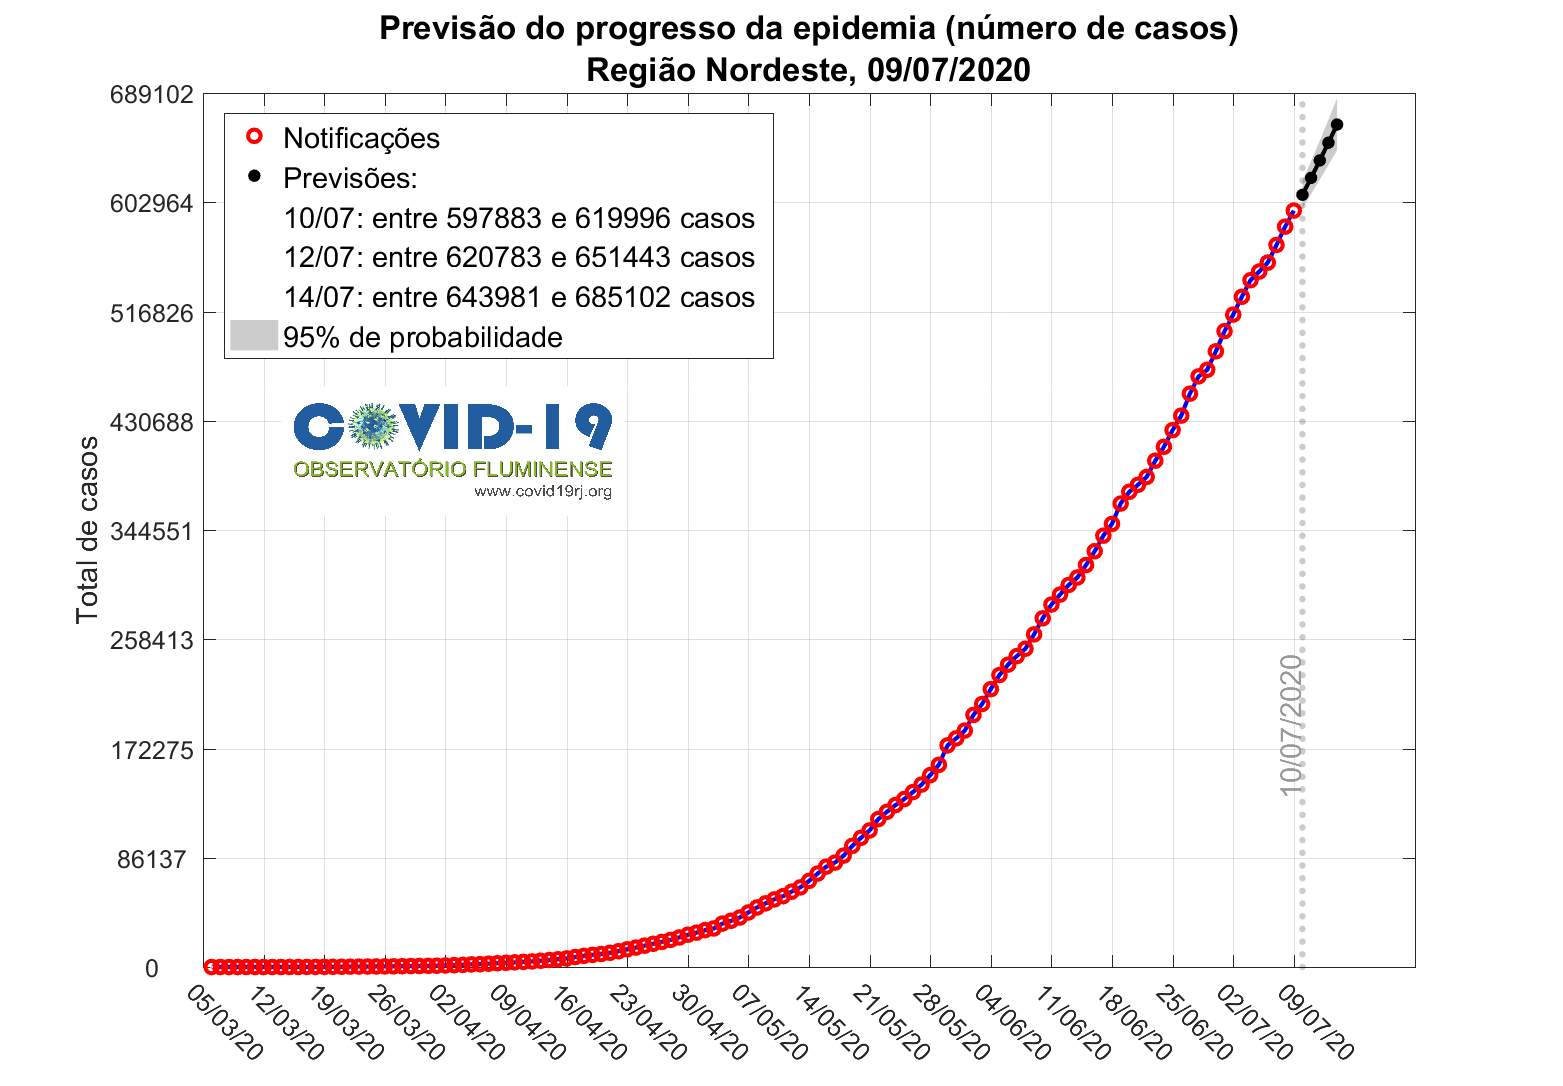 Previsão do progresso da epidemia (número de casos)
Região Nordeste, 09/07/2020
689102
602964
516826
430688
344551
258413
172275
86137
0
Total de casos
Notificações
Previsões:
10/07: entre 597883 e 619996 casos
12/07: entre 620783 e 651443 casos
14/07: entre 643981 e 685102 casos
95% de probabilidade
COVID-19
OBSERVATÓRIO FLUMINENSE
www.covid19rj.org
10/07/2020
05/03/20
12/03/20
19/03/20
26/03/20
02/04/20
09/04/20
16/04/20
23/04/20
30/04/20
07/05/20
14/05/20
21/05/20
28/05/20
04/06/20
11/06/20
18/06/20
25/06/20
02/07/20
09/07/20